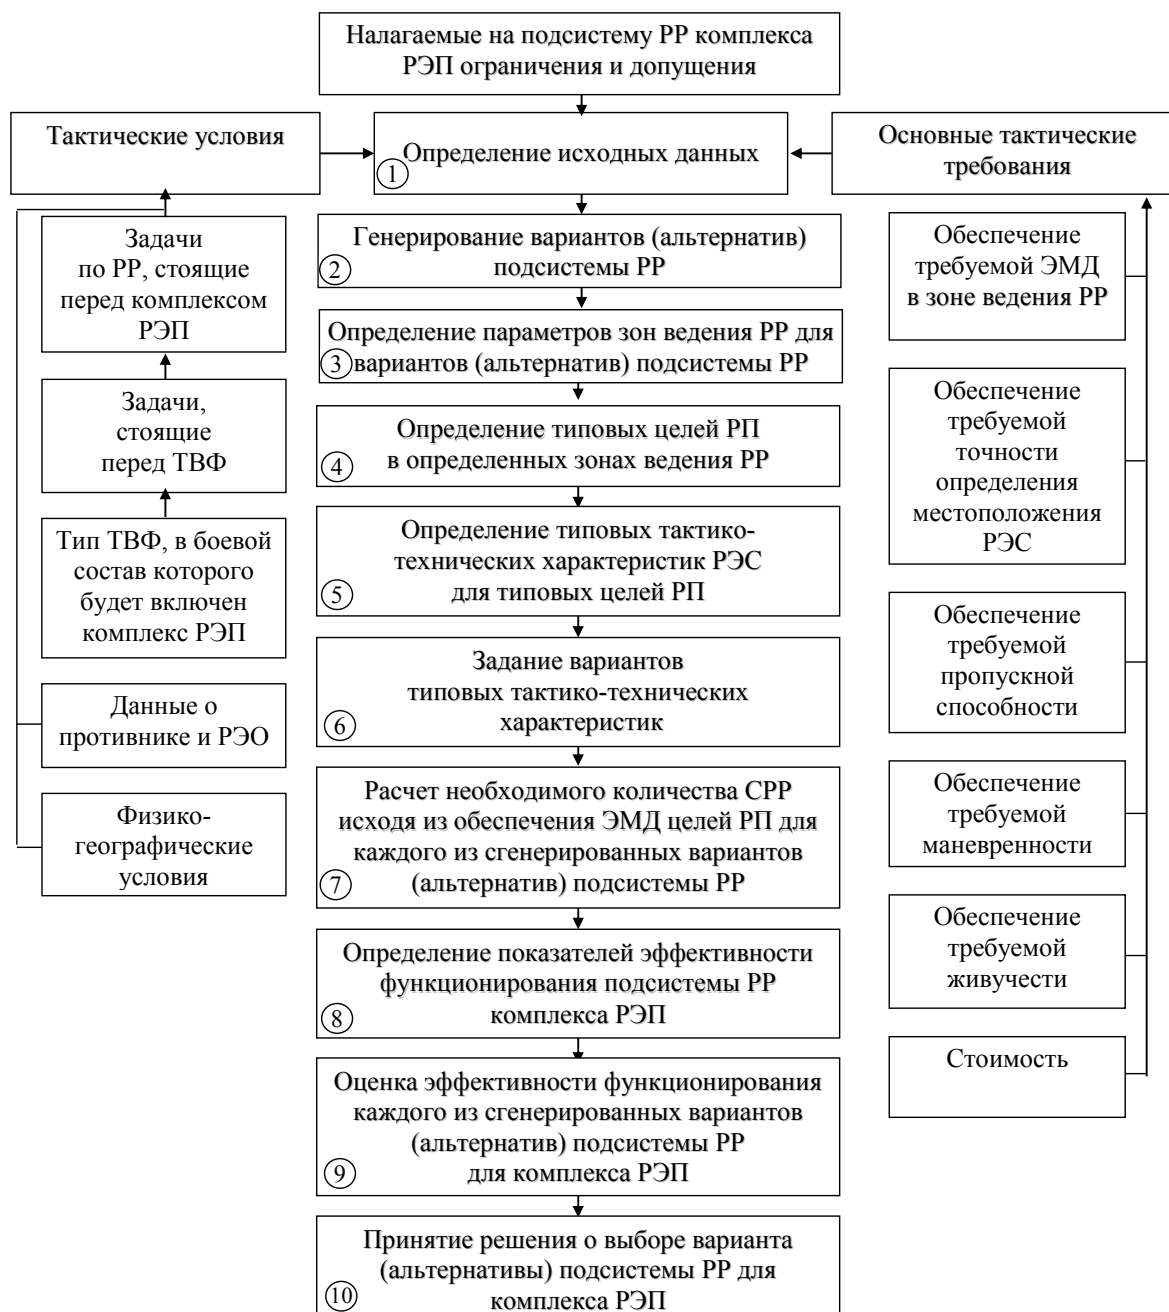 Налагаемые на подсистему РР комплекса
РЭП ограничения и допущения
Тактические условия
Определение исходных данных
1
Основные тактические
требования
Задачи
по РР, стоящие
перед комплексом
РЭП
Задачи,
стоящие
перед ТВФ
Тип ТВФ, в боевой
состав которого
будет включен
комплекс РЭП
Данные о
противнике и РЭО
Физико-
географические
условия
Генерирование вариантов (альтернатив)
подсистемы РР
2
Определение параметров зон ведения РР для
вариантов (альтернатив) подсистемы РР
3
Определение типовых целей РП
в определенных зонах ведения РР
4
Определение типовых тактико-
технических характеристик РЭС
для типовых целей РП
5
Задание вариантов
типовых тактико-технических
характеристик
6
Расчет необходимого количества СРР
исходя из обеспечения ЭМД целей РП для
каждого из сгенерированных вариантов
(альтернатив) подсистемы РР
7
Определение показателей эффективности
функционирования подсистемы РР
комплекса РЭП
8
Оценка эффективности функционирования
каждого из сгенерированных вариантов
(альтернатив) подсистемы РР
для комплекса РЭП
9
Принятие решения о выборе варианта
(альтернативы) подсистемы РР для
комплекса РЭП
10
Обеспечение
требуемой ЭМД
в зоне ведения РР
Обеспечение
требуемой
точности
определения
местоположения
РЭС
Обеспечение
требуемой
пропускной
способности
Обеспечение
требуемой
маневренности
Обеспечение
требуемой
живучести
Стоимость